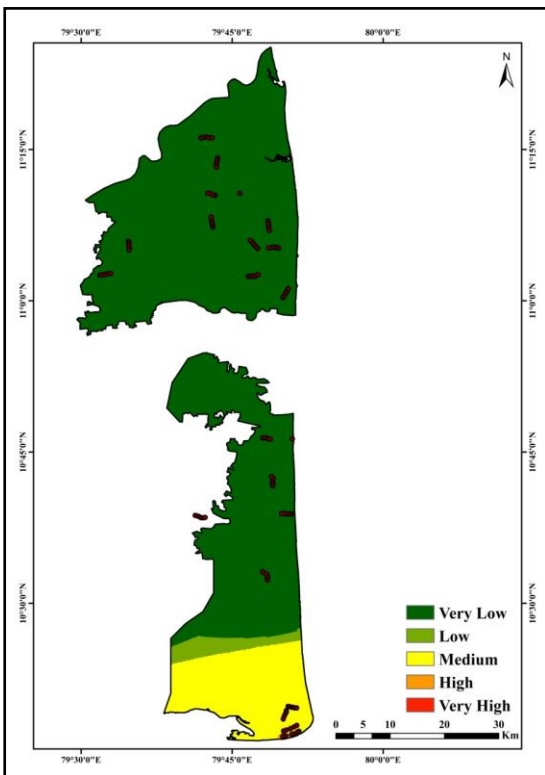 79°30'0"E 79°45'0"E 80°0'0"E
N
11°15'0"N 11°15'0"N
11°0'0"N 11°0'0"N
10°45'0"N 10°45'0"N
10°30'0"N 10°30'0"N
Very Low
Low
Medium
High
Very High
0 5 10 20 30
Km
79°30'0"E 79°45'0"E 80°0'0"E